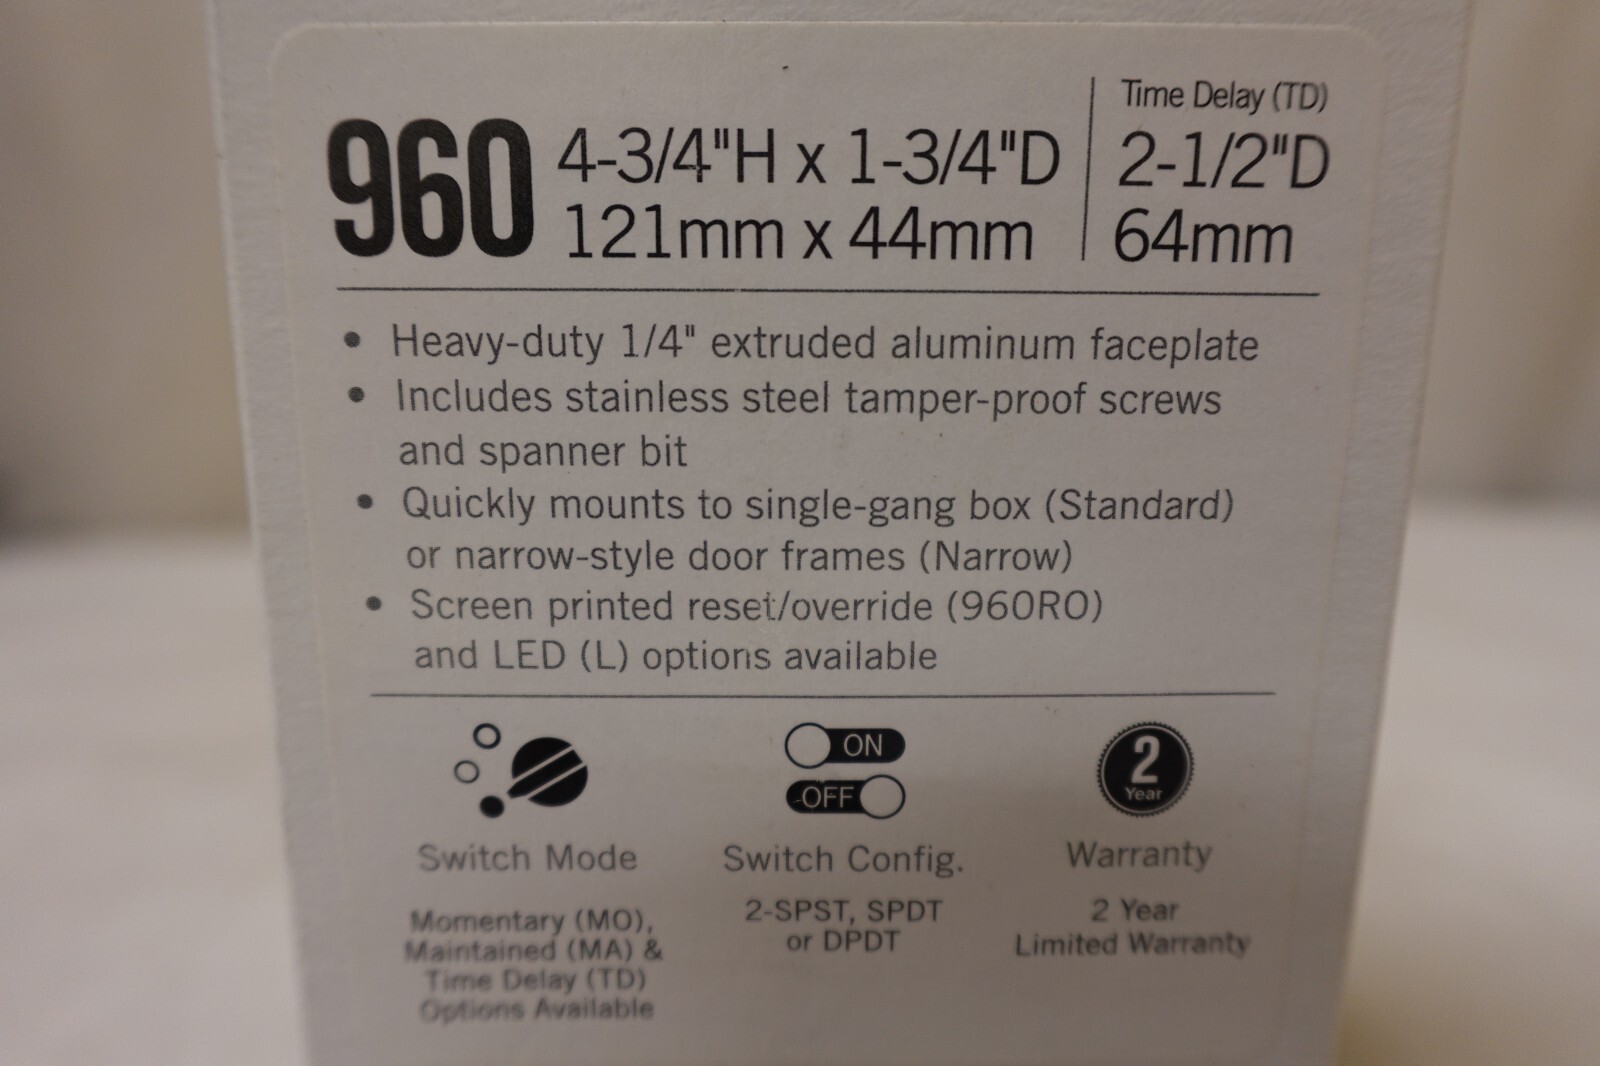 Time Delay (TD)
960 4-3/4"H x 1-3/4"D 2-1/2"D
121mm x 44mm 64mm
• Heavy-duty 1/4" extruded aluminum faceplate
• Includes stainless steel tamper-proof screws
and spanner bit
• Quickly mounts to single-gang box (Standard)
or narrow-style door frames (Narrow)
• Screen printed reset/override (960RO)
and LED (L) options available
ON
OFF
2
Year
Switch Mode Switch Config. Warranty
Momentary (MO),
Maintained (MA) &
Time Delay (TD)
Options Available
2-SPST, SPDT
or DPDT
2 Year
Limited Warranty